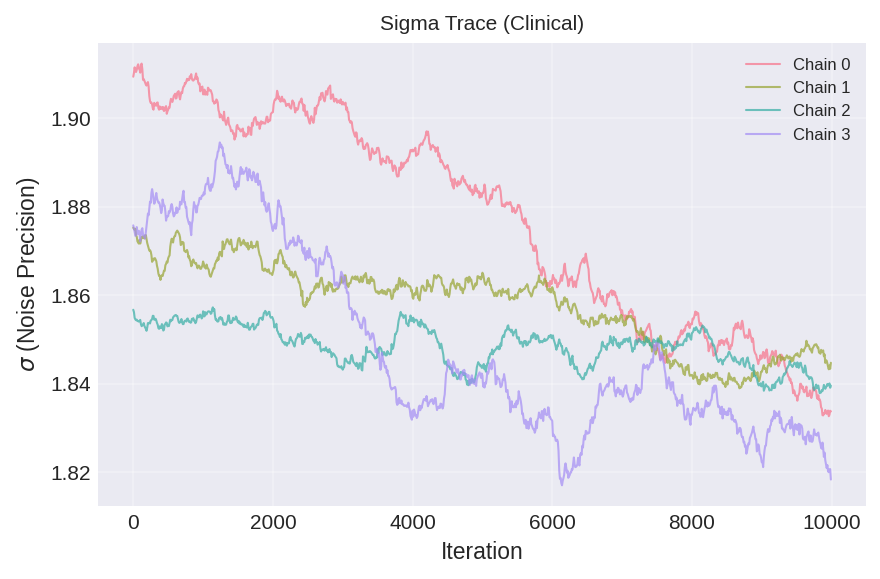 Sigma Trace (Clinical)
Chain 0
Chain 1
Chain 2
Chain 3
σ (Noise Precision)
1.90
1.88
1.86
1.84
1.82
0 2000 4000 6000 8000 10000
Iteration